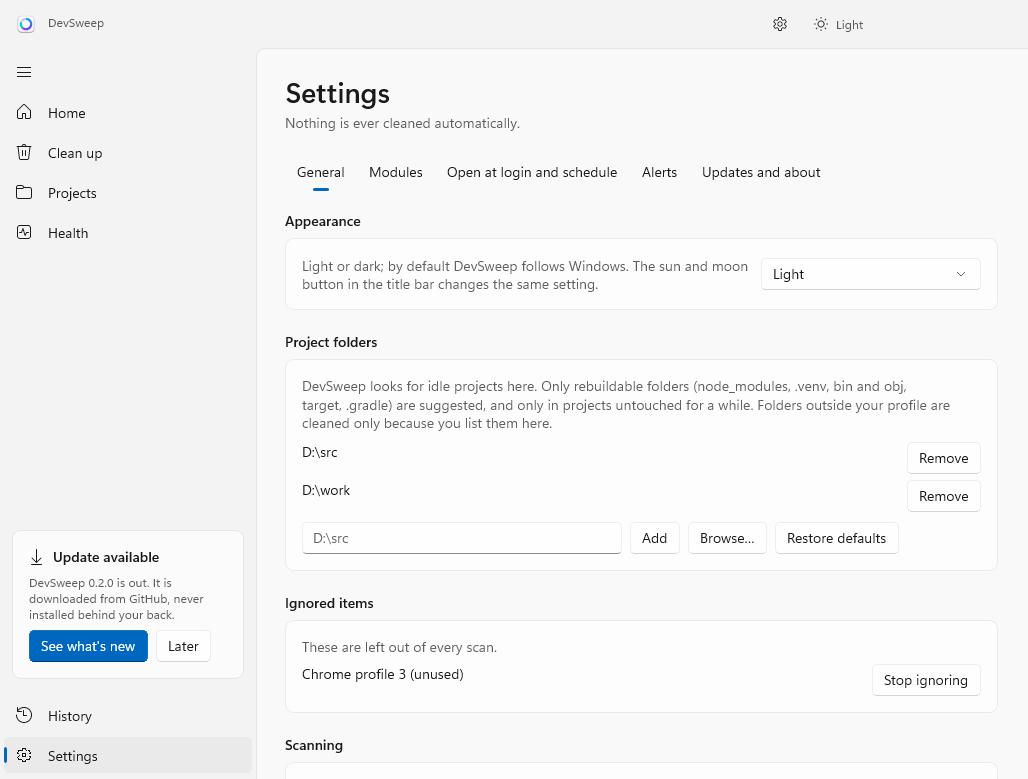 DevSweep
Light
Home
Clean up
Projects
Health
Update available
DevSweep 0.2.0 is out. It is
downloaded from GitHub, never
installed behind your back.
See what's new
Later
History
Settings
Settings
Nothing is ever cleaned automatically.
General
Modules
Open at login and schedule
Alerts
Updates and about
Appearance
Light or dark; by default DevSweep follows Windows. The sun and moon
button in the title bar changes the same setting.
Light
Project folders
DevSweep looks for idle projects here. Only rebuildable folders (node_modules, .venv, bin and obj,
target, .gradle) are suggested, and only in projects untouched for a while. Folders outside your profile are
cleaned only because you list them here.
D:\src
Remove
D:\work
Remove
D:\src
Add
Browse...
Restore defaults
Ignored items
These are left out of every scan.
Chrome profile 3 (unused)
Stop ignoring
Scanning